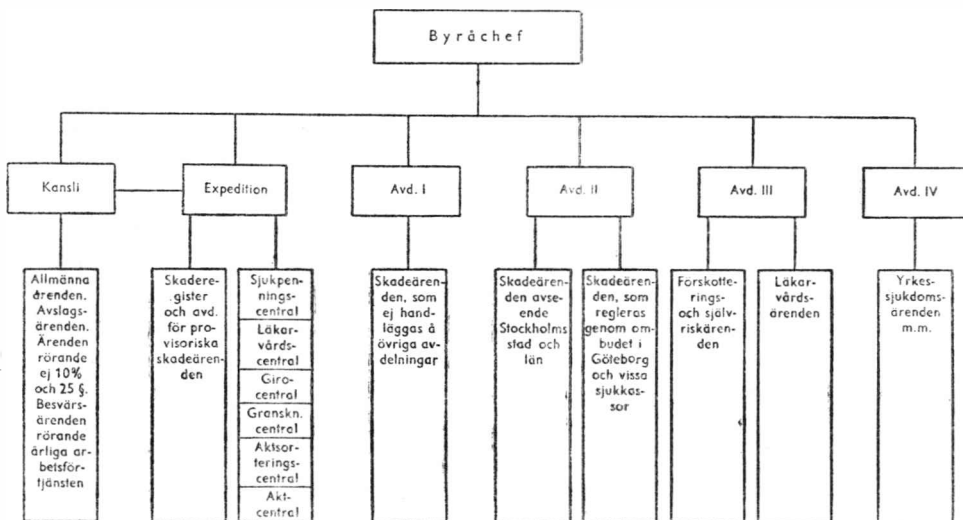 Byråchef
Kansli
Expedition
Avd. I
Avd. II
Avd. III
Avd. IV
Allmänna
ärenden.
Avslags-
ärenden.
Ärenden
rörande
ej 10%
och 25 §.
Besvärs-
ärenden
rörande
årliga ar-
betsför-
tjänsten
Skadere-
gister
och avd.
för pro-
visoriska
skadeären-
den
Sjukpen-
nings-
central
Läkar-
vårds-
central
Giro-
central
Granskn.
central
Aktsor-
terings-
central
Akt-
central
Skadeären-
den, som
ej hand-
läggas å
övriga av-
delningar
Skadeären-
den avse-
ende
Stockholms
stad och
län
Skadeären-
den, som
regleras
genom om-
budet i
Göteborg
och vissa
sjukkas-
sor
Förskotte-
rings-
och själv-
riskären-
den
Läkar-
vårds-
ärenden
Yrkes-
sjukdoms-
ärenden
m.m.